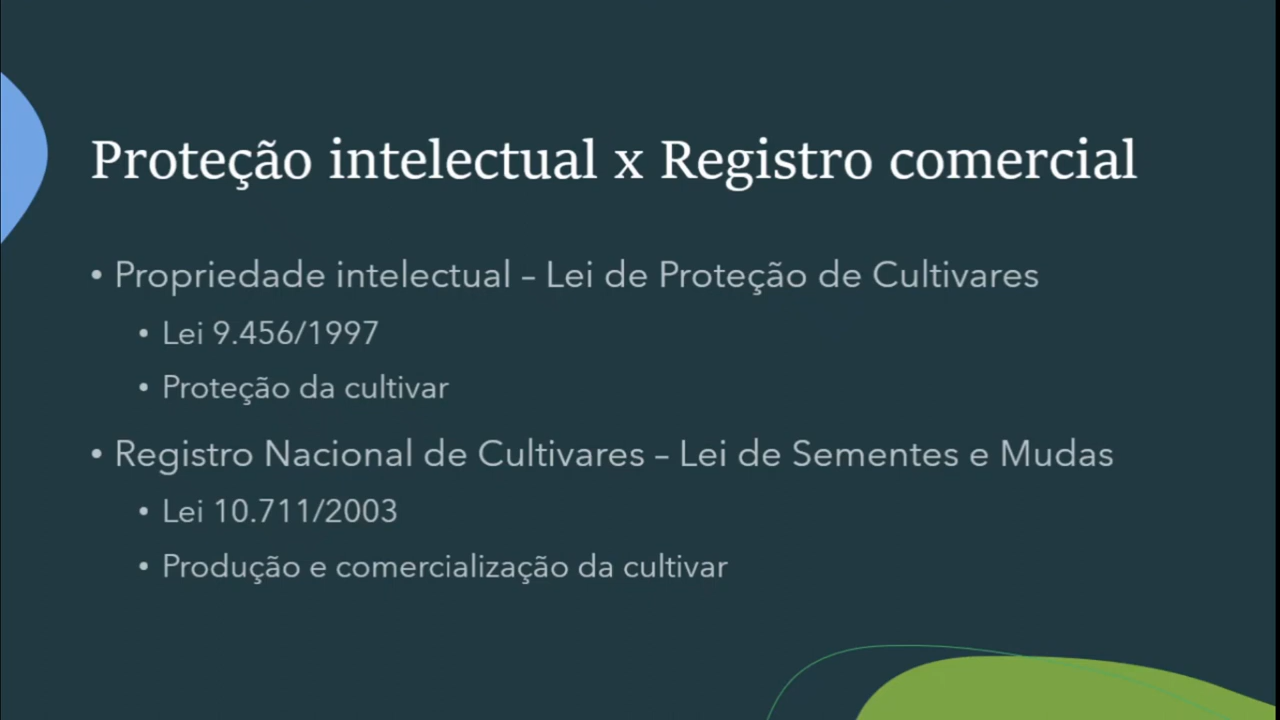 Proteção intelectual x Registro comercial
• Propriedade intelectual – Lei de Proteção de Cultivares
• Lei 9.456/1997
• Proteção da cultivar
• Registro Nacional de Cultivares – Lei de Sementes e Mudas
• Lei 10.711/2003
• Produção e comercialização da cultivar